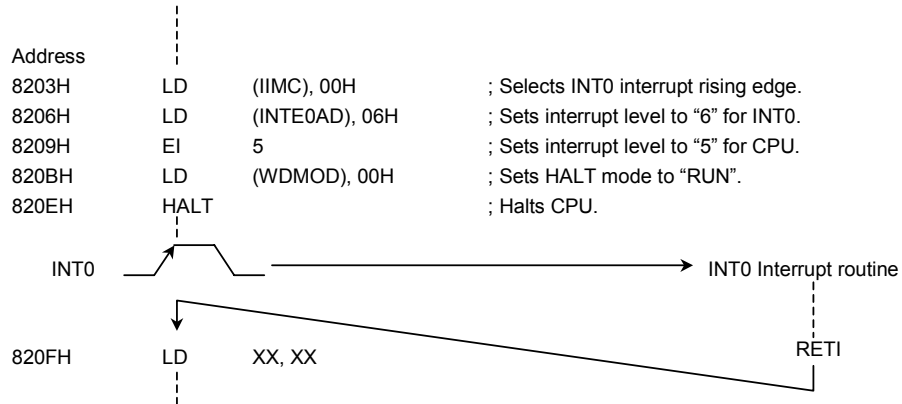 Address
8203H LD (IIMC), 00H ; Selects INT0 interrupt rising edge.
8206H LD (INTE0AD), 06H ; Sets interrupt level to “6” for INT0.
8209H EI 5 ; Sets interrupt level to “5” for CPU.
820BH LD (WDMOD), 00H ; Sets HALT mode to “RUN”.
820EH HALT ; Halts CPU.
INT0 INT0 Interrupt routine
RETI
820FH LD XX, XX